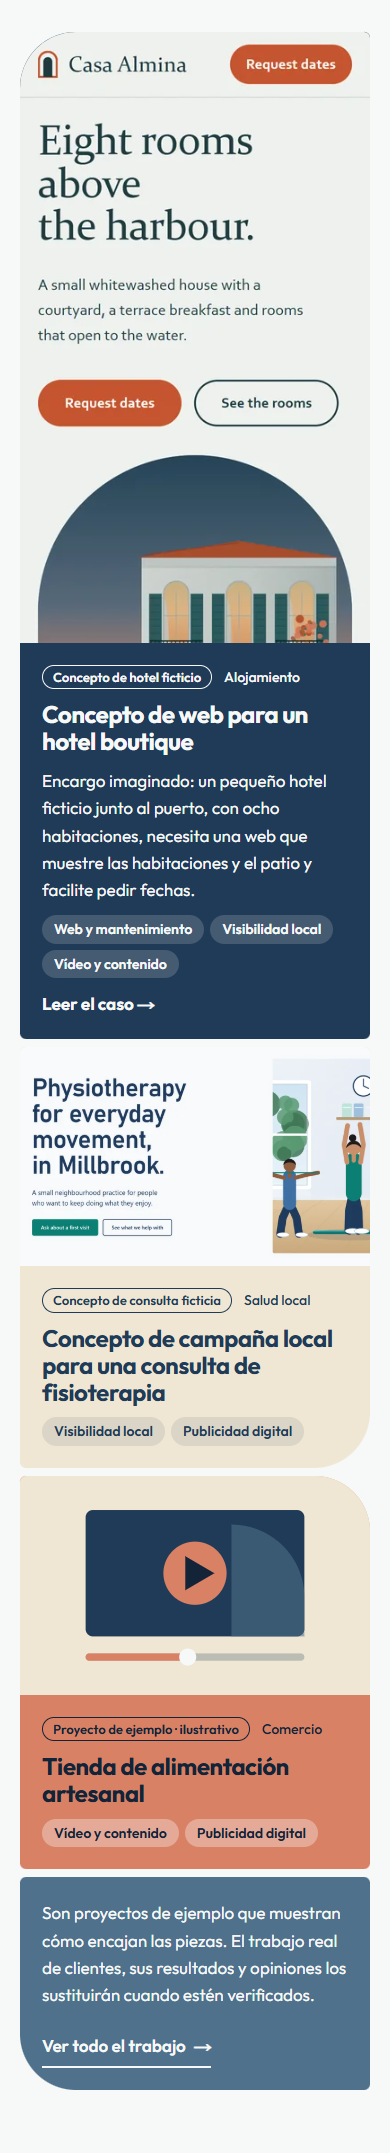 Casa Almina
Request dates
Eight rooms
above
the harbour.
A small whitewashed house with a
courtyard, a terrace breakfast and rooms
that open to the water.
Request dates
See the rooms
Concepto de hotel ficticio
Alojamiento
Concepto de web para un
hotel boutique
Encargo imaginado: un pequeño hotel
ficticio junto al puerto, con ocho
habitaciones, necesita una web que
muestre las habitaciones y el patio y
facilite pedir fechas.
Web y mantenimiento
Visibilidad local
Vídeo y contenido
Leer el caso →
Physiotherapy
for everyday
movement,
in Millbrook.
A small neighbourhood practice for people
who want to keep doing what they enjoy.
Ask about a first visit
See what we help with
Concepto de consulta ficticia
Salud local
Concepto de campaña local
para una consulta de
fisioterapia
Visibilidad local
Publicidad digital
Proyecto de ejemplo · ilustrativo
Comercio
Tienda de alimentación
artesanal
Vídeo y contenido
Publicidad digital
Son proyectos de ejemplo que muestran
cómo encajan las piezas. El trabajo real
de clientes, sus resultados y opiniones los
sustituirán cuando estén verificados.
Ver todo el trabajo →